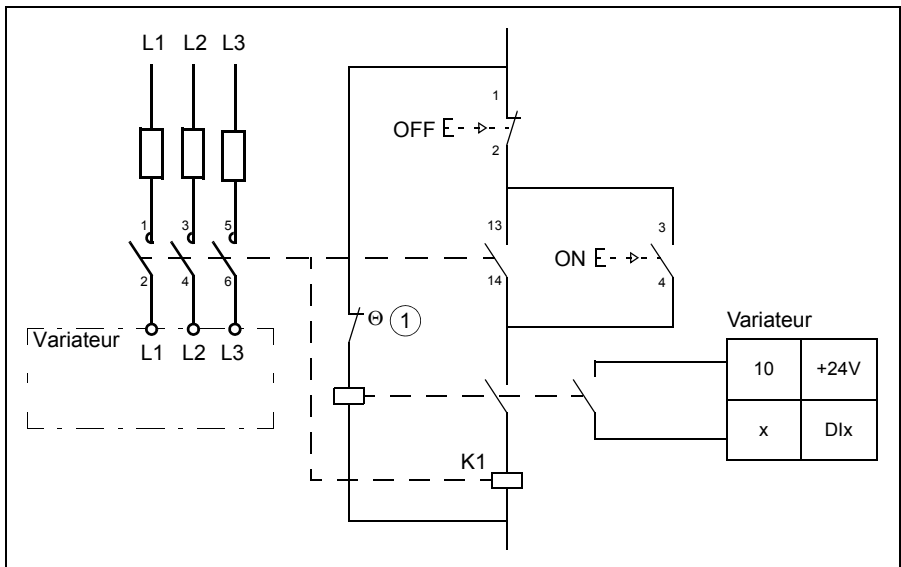 L1 L2 L3
1
OFF
2
1 3 5
13
3
ON
2 4 6
14
4
Θ 1
Variateur
Variateur
L1 L2 L3
10 +24V
x DIx
K1